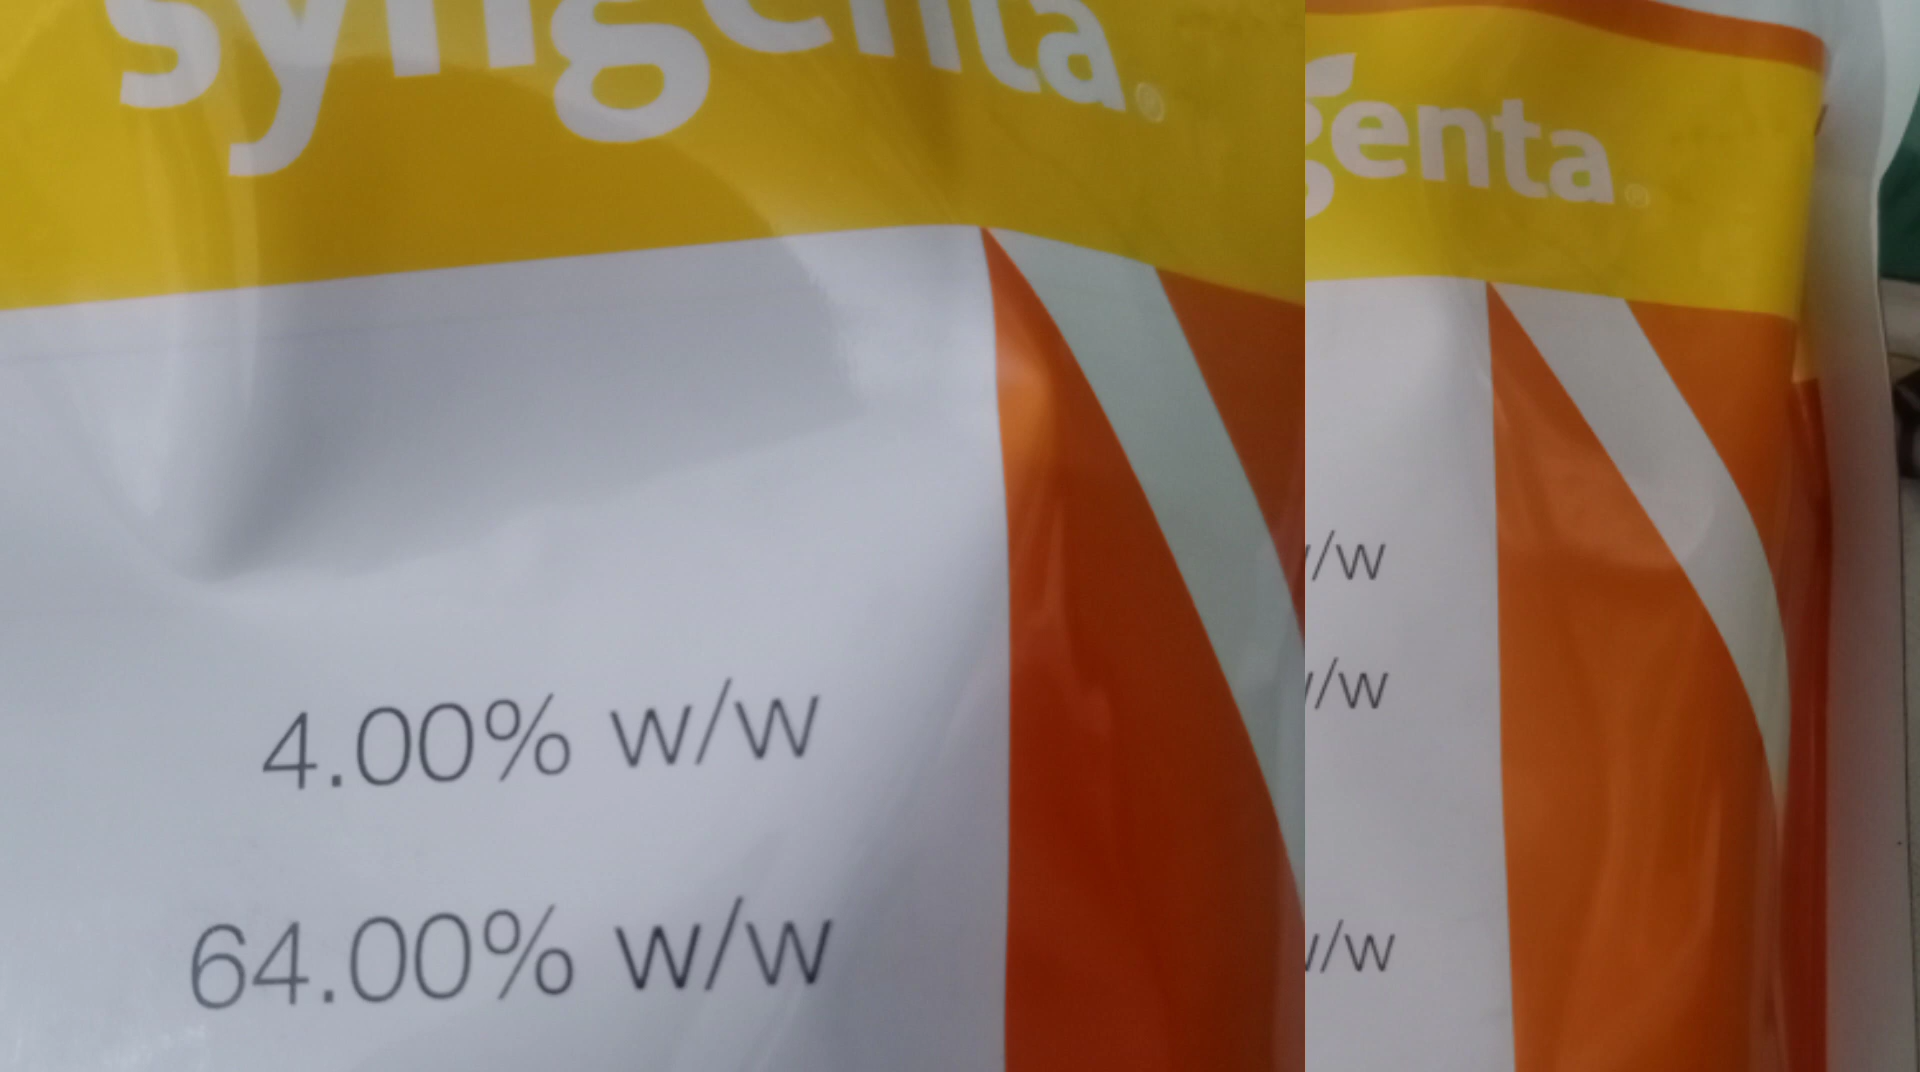 syngenta®
4.00% w/w
64.00% w/w
genta®
/w
/w
/w